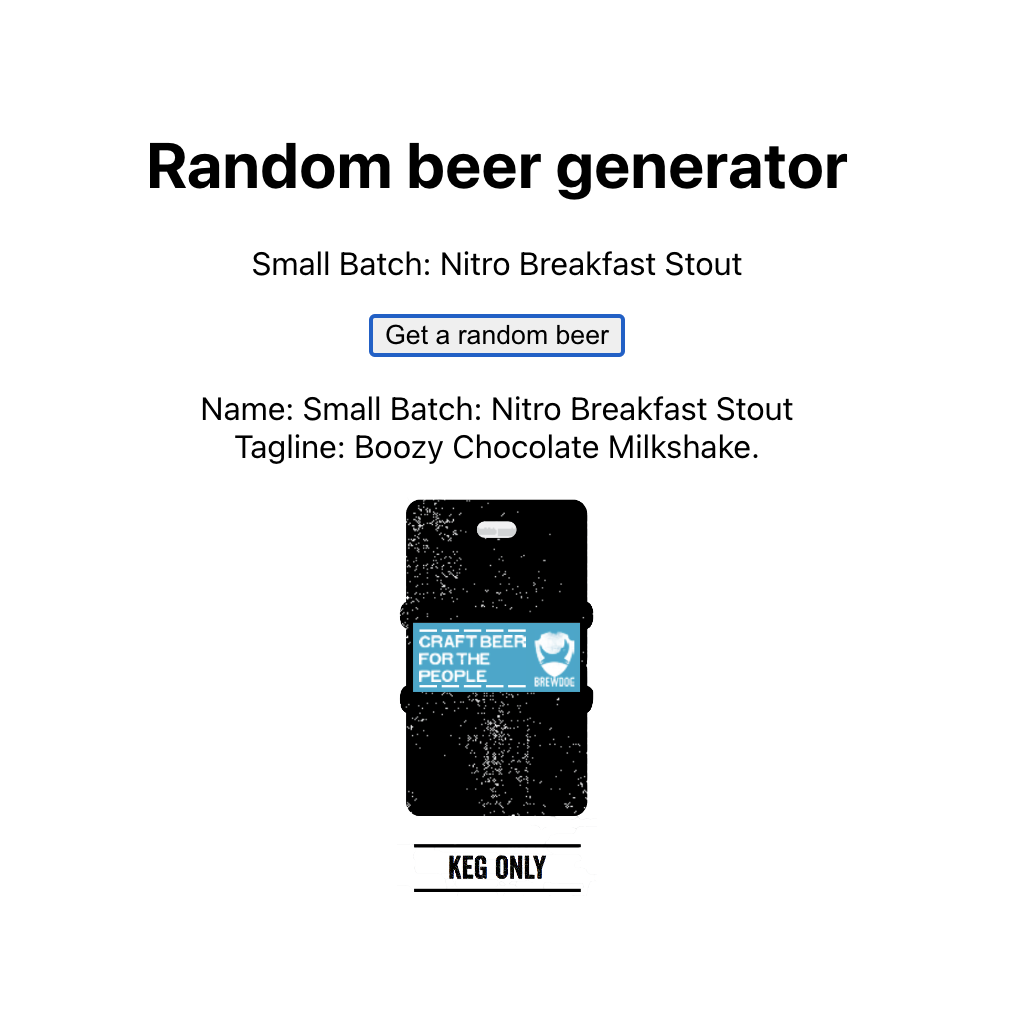 Random beer generator
Small Batch: Nitro Breakfast Stout
Get a random beer
Name: Small Batch: Nitro Breakfast Stout
Tagline: Boozy Chocolate Milkshake.
CRAFT BEER
FOR THE
PEOPLE
BREWDOG
KEG ONLY